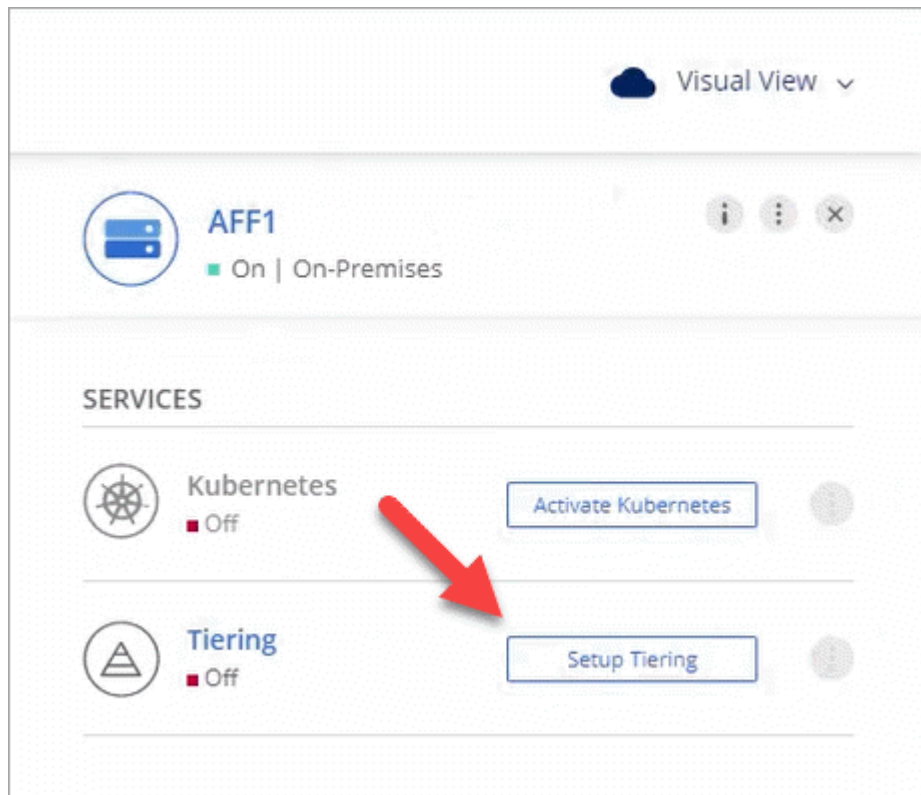 Visual View
AFF1
On | On-Premises
SERVICES
Kubernetes
Off
Activate Kubernetes
Tiering
Off
Setup Tiering